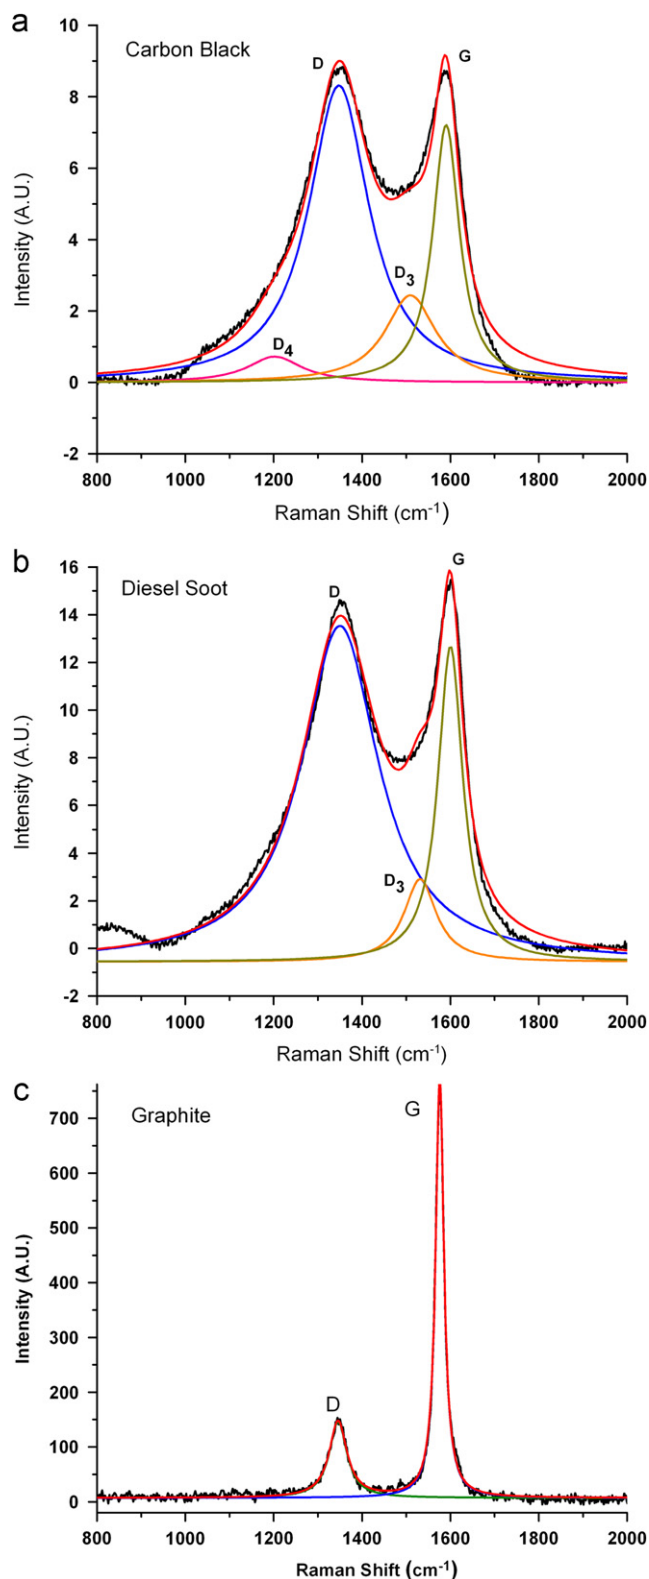 a
Carbon Black
D
G
D3
D4
10
8
6
4
2
0
-2
Intensity (A.U.)
800 1000 1200 1400 1600 1800 2000
Raman Shift (cm-1)
b
Diesel Soot
D
G
D3
16
14
12
10
8
6
4
2
0
-2
Intensity (A.U.)
800 1000 1200 1400 1600 1800 2000
Raman Shift (cm-1)
c
Graphite
G
D
700
600
500
400
300
200
100
0
Intensity (A.U.)
800 1000 1200 1400 1600 1800 2000
Raman Shift (cm-1)